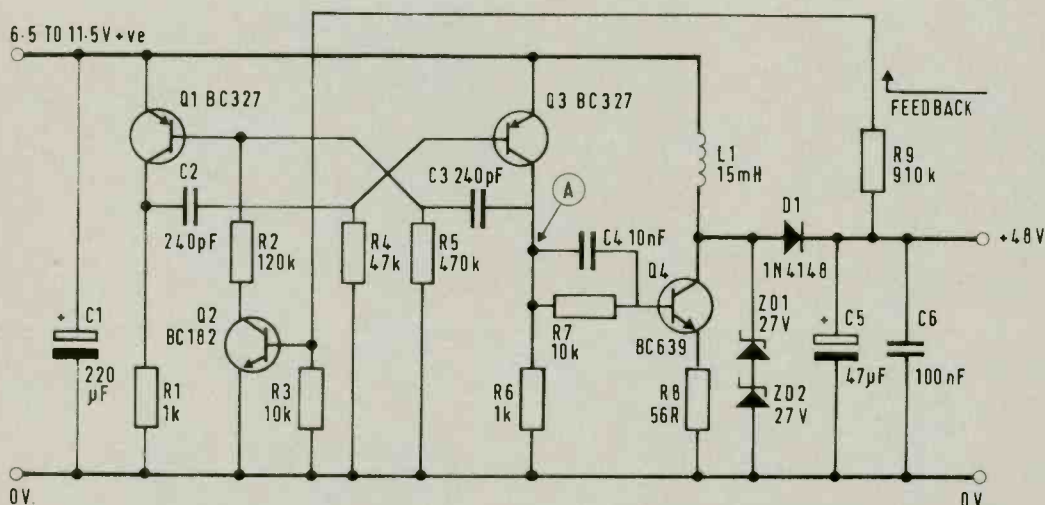 6·5 TO 11·5V +ve
Q1 BC327
Q3 BC327
FEEDBACK
C2
C3 240pF
A
L1
15mH
R9
910k
D1
+48V
240pF
R2
120k
R4
47k
R5
470k
C4 10nF
Q4
1N4148
+
C1
220
µF
Q2
BC182
R7
10k
BC639
ZD1
27V
+
C5
C6
R1
1k
R3
10k
R6
1k
R8
56R
ZD2
27V
47µF
100nF
0V.
0V